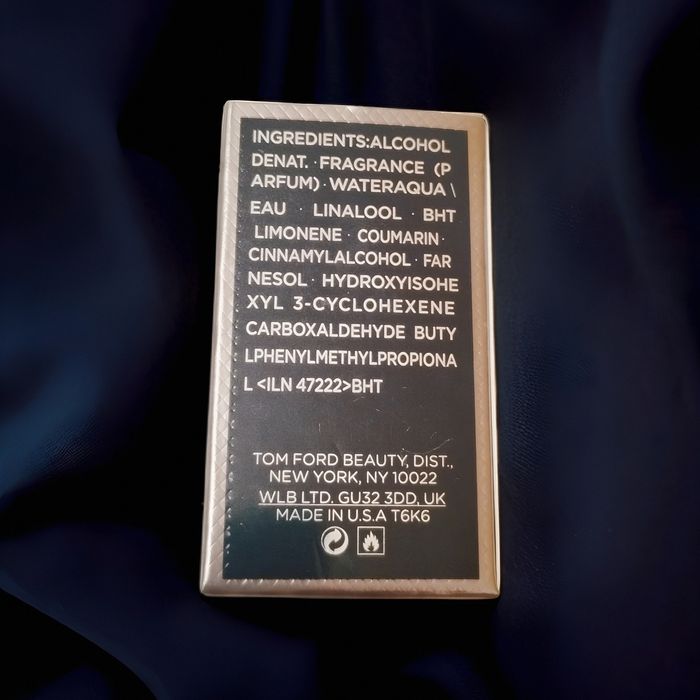 INGREDIENTS:ALCOHOL
DENAT. · FRAGRANCE (P
ARFUM) · WATERAQUA \
EAU LINALOOL · BHT
LIMONENE · COUMARIN ·
CINNAMYLALCOHOL · FAR
NESOL · HYDROXYISOHE
XYL 3-CYCLOHEXENE
CARBOXALDEHYDE BUTY
LPHENYLMETHYLPROPIONA
L <ILN 47222>BHT
TOM FORD BEAUTY, DIST.,
NEW YORK, NY 10022
WLB LTD. GU32 3DD, UK
MADE IN U.S.A T6K6